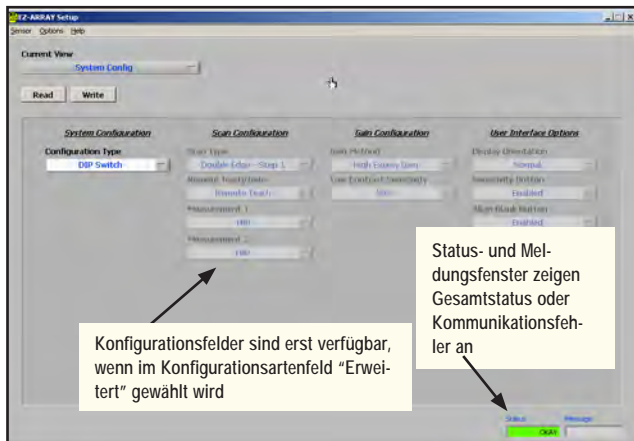 EZ-ARRAY Setup
Sensor Options Help
Current View
System Config
Read Write
System Configuration
Configuration Type
DIP Switch
Scan Configuration
Scan Type
Double Edge - Step 1
Remote Teach
Measurement 1
Measurement 2
Gain Configuration
Gain Method
High Excess Gain
Low Contrast Sensitivity
User Interface Options
Display Orientation
Normal
Sensitivity Button
Enabled
Align/Blank Button
Enabled
Status- und Mel-
dungsfenster zeigen
Gesamtstatus oder
Kommunikationsfeh-
ler an
Konfigurationsfelder sind erst verfügbar,
wenn im Konfigurationsartenfeld “Erwei-
tert” gewählt wird
Status Message
OKAY